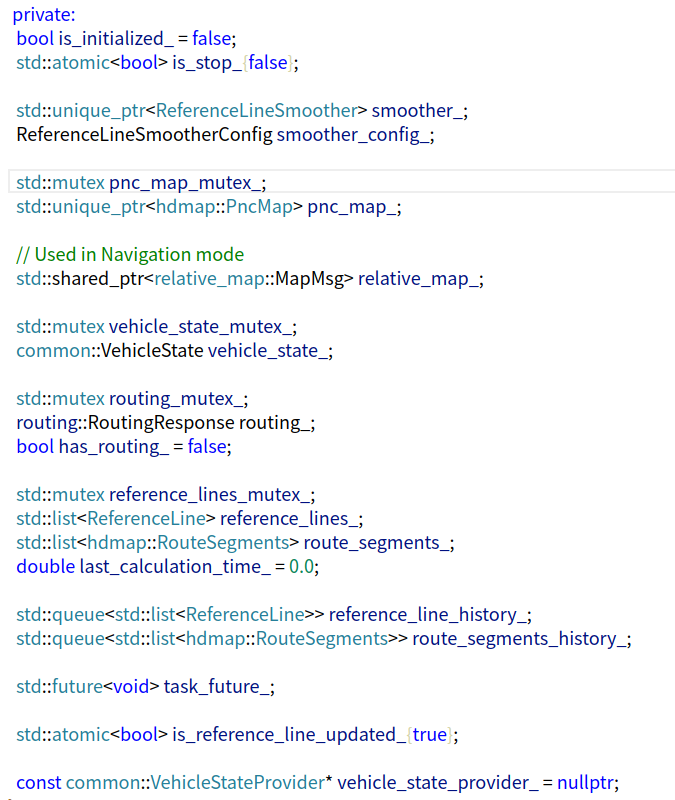 private:
bool is_initialized_ = false;
std::atomic<bool> is_stop_{false};
std::unique_ptr<ReferenceLineSmoother> smoother_;
ReferenceLineSmootherConfig smoother_config_;
std::mutex pnc_map_mutex_;
std::unique_ptr<hdmap::PncMap> pnc_map_;
// Used in Navigation mode
std::shared_ptr<relative_map::MapMsg> relative_map_;
std::mutex vehicle_state_mutex_;
common::VehicleState vehicle_state_;
std::mutex routing_mutex_;
routing::RoutingResponse routing_;
bool has_routing_ = false;
std::mutex reference_lines_mutex_;
std::list<ReferenceLine> reference_lines_;
std::list<hdmap::RouteSegments> route_segments_;
double last_calculation_time_ = 0.0;
std::queue<std::list<ReferenceLine>> reference_line_history_;
std::queue<std::list<hdmap::RouteSegments>> route_segments_history_;
std::future<void> task_future_;
std::atomic<bool> is_reference_line_updated_{true};
const common::VehicleStateProvider* vehicle_state_provider_ = nullptr;